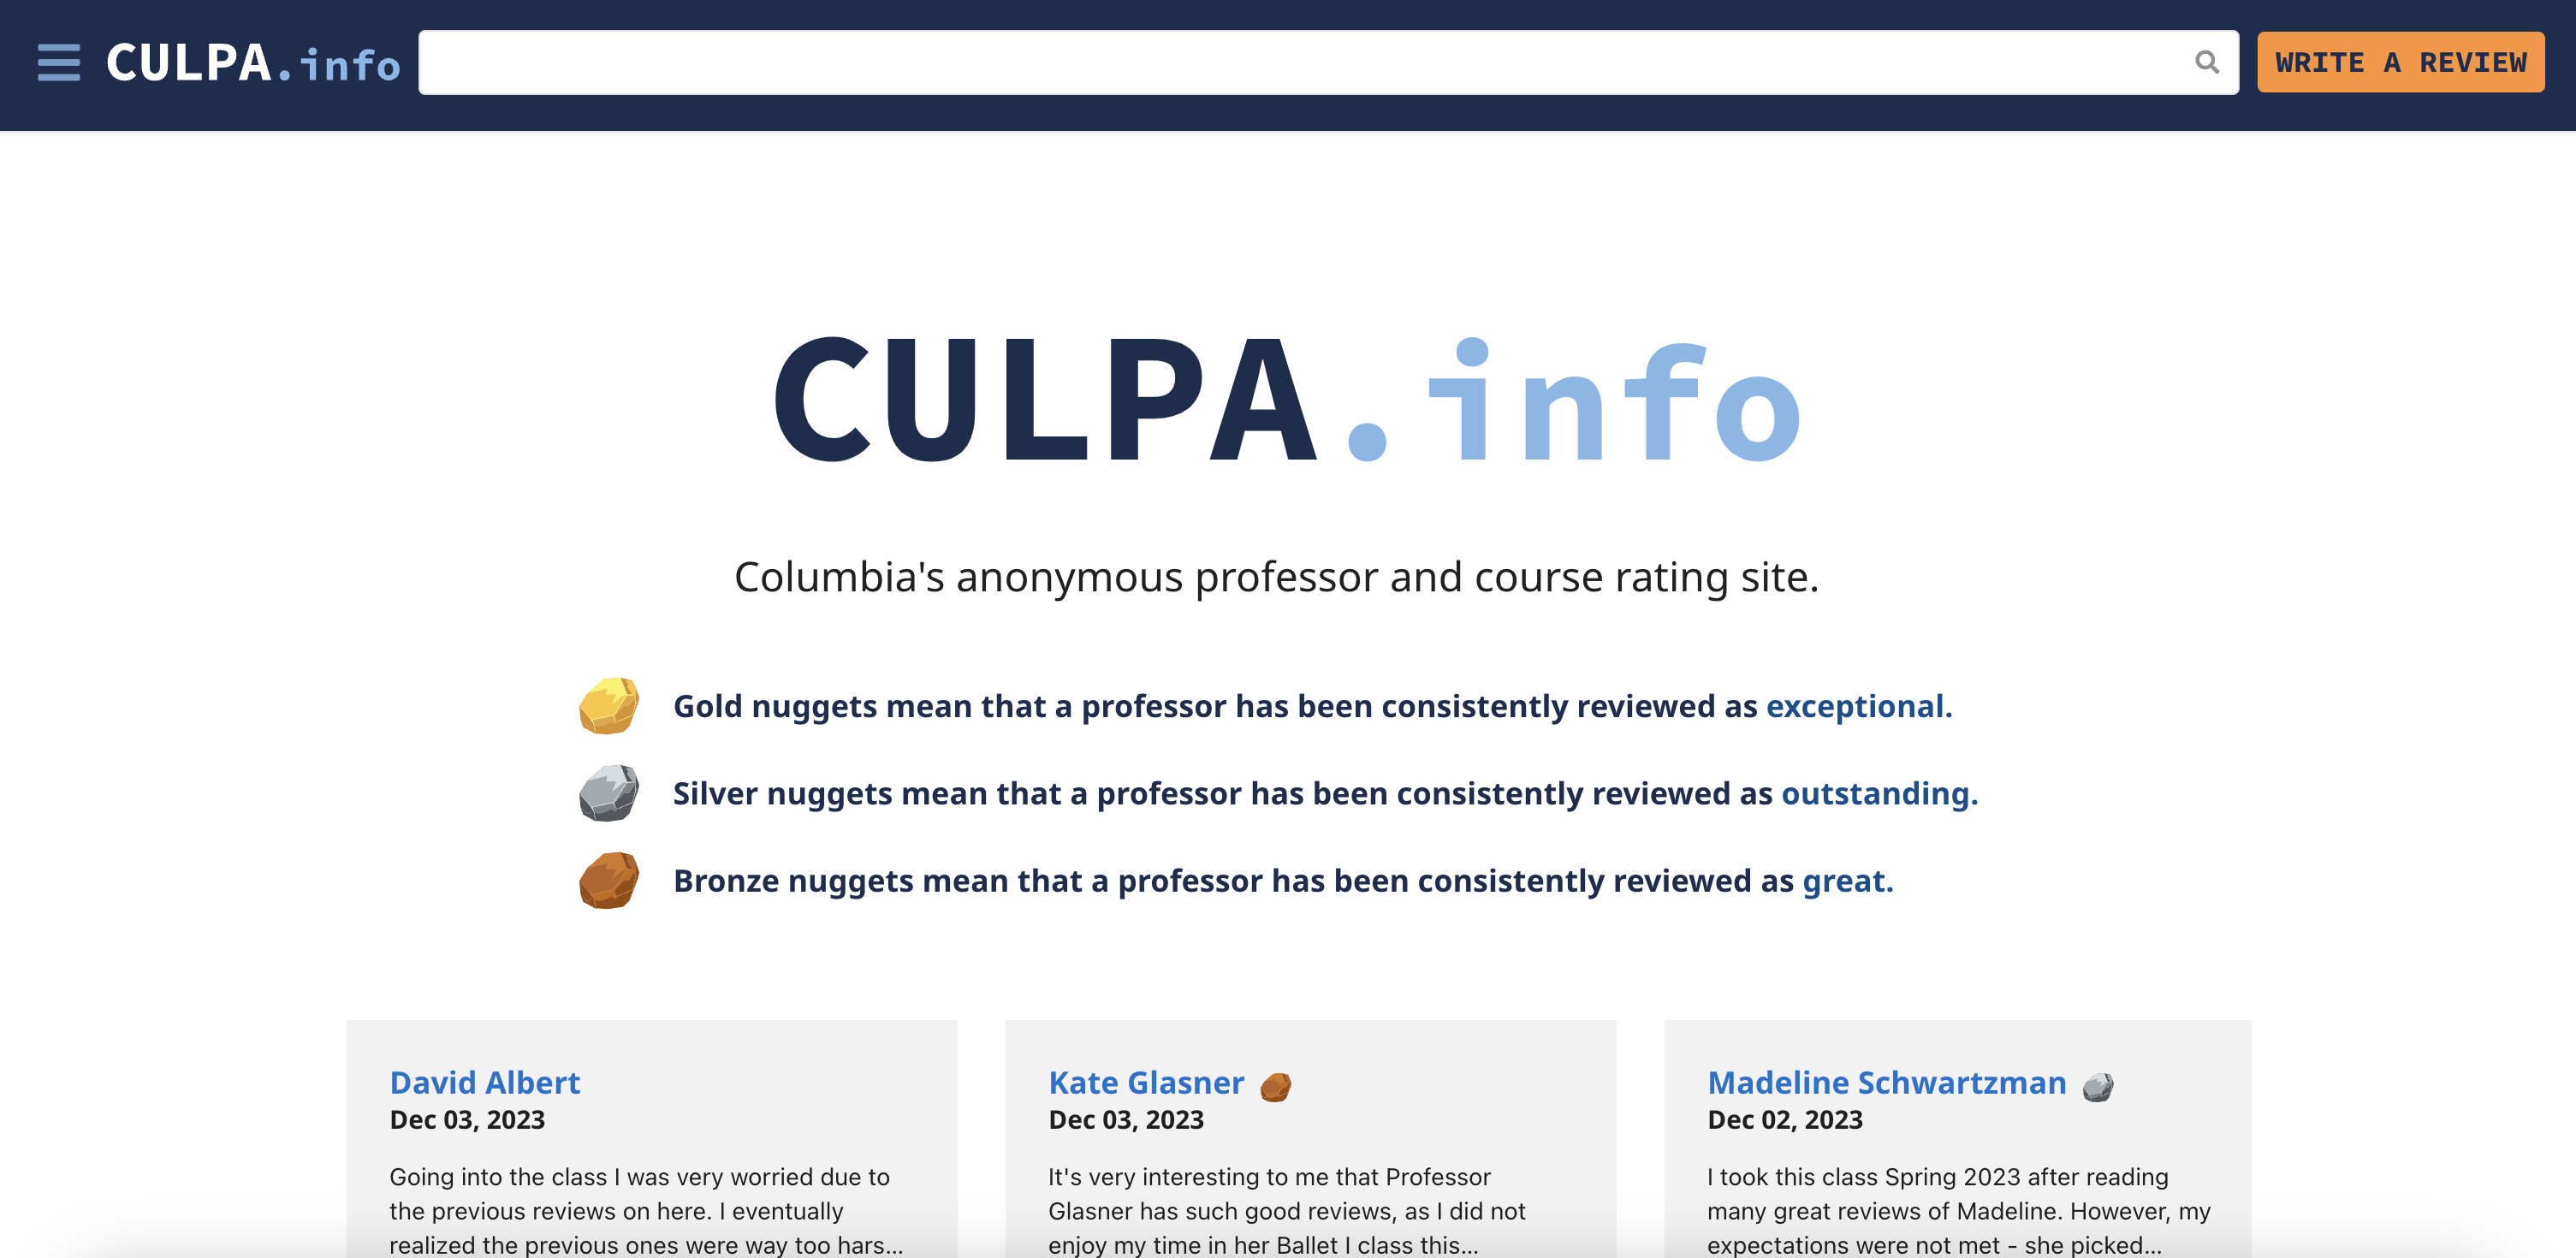 CULPA.info
WRITE A REVIEW
CULPA.info
Columbia's anonymous professor and course rating site.
Gold nuggets mean that a professor has been consistently reviewed as exceptional.
Silver nuggets mean that a professor has been consistently reviewed as outstanding.
Bronze nuggets mean that a professor has been consistently reviewed as great.
David Albert
Dec 03, 2023
Going into the class I was very worried due to
the previous reviews on here. I eventually
realized the previous ones were way too hars...
Kate Glasner
Dec 03, 2023
It's very interesting to me that Professor
Glasner has such good reviews, as I did not
enjoy my time in her Ballet I class this...
Madeline Schwartzman
Dec 02, 2023
I took this class Spring 2023 after reading
many great reviews of Madeline. However, my
expectations were not met - she picked...